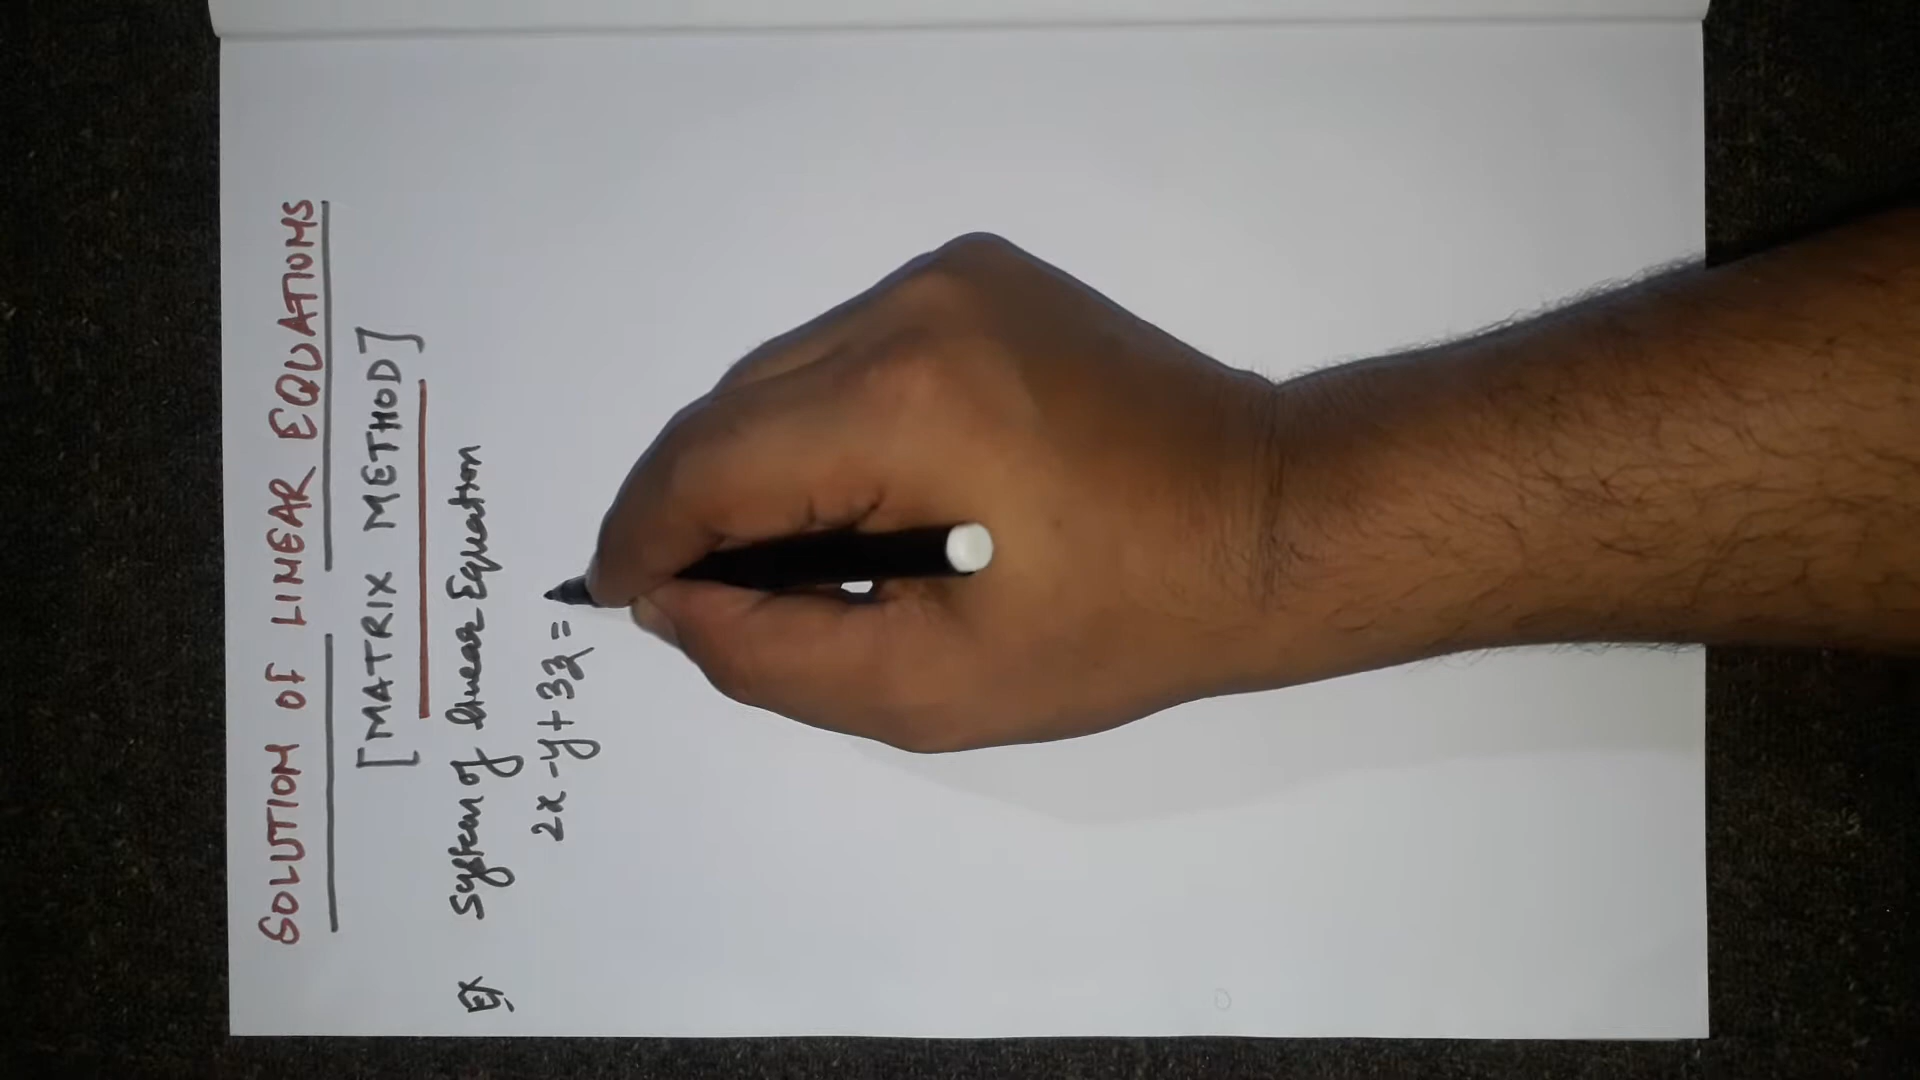 SOLUTION OF LINEAR EQUATIONS
[MATRIX METHOD]
Ex System of linear Equation
2x - y + 3z =